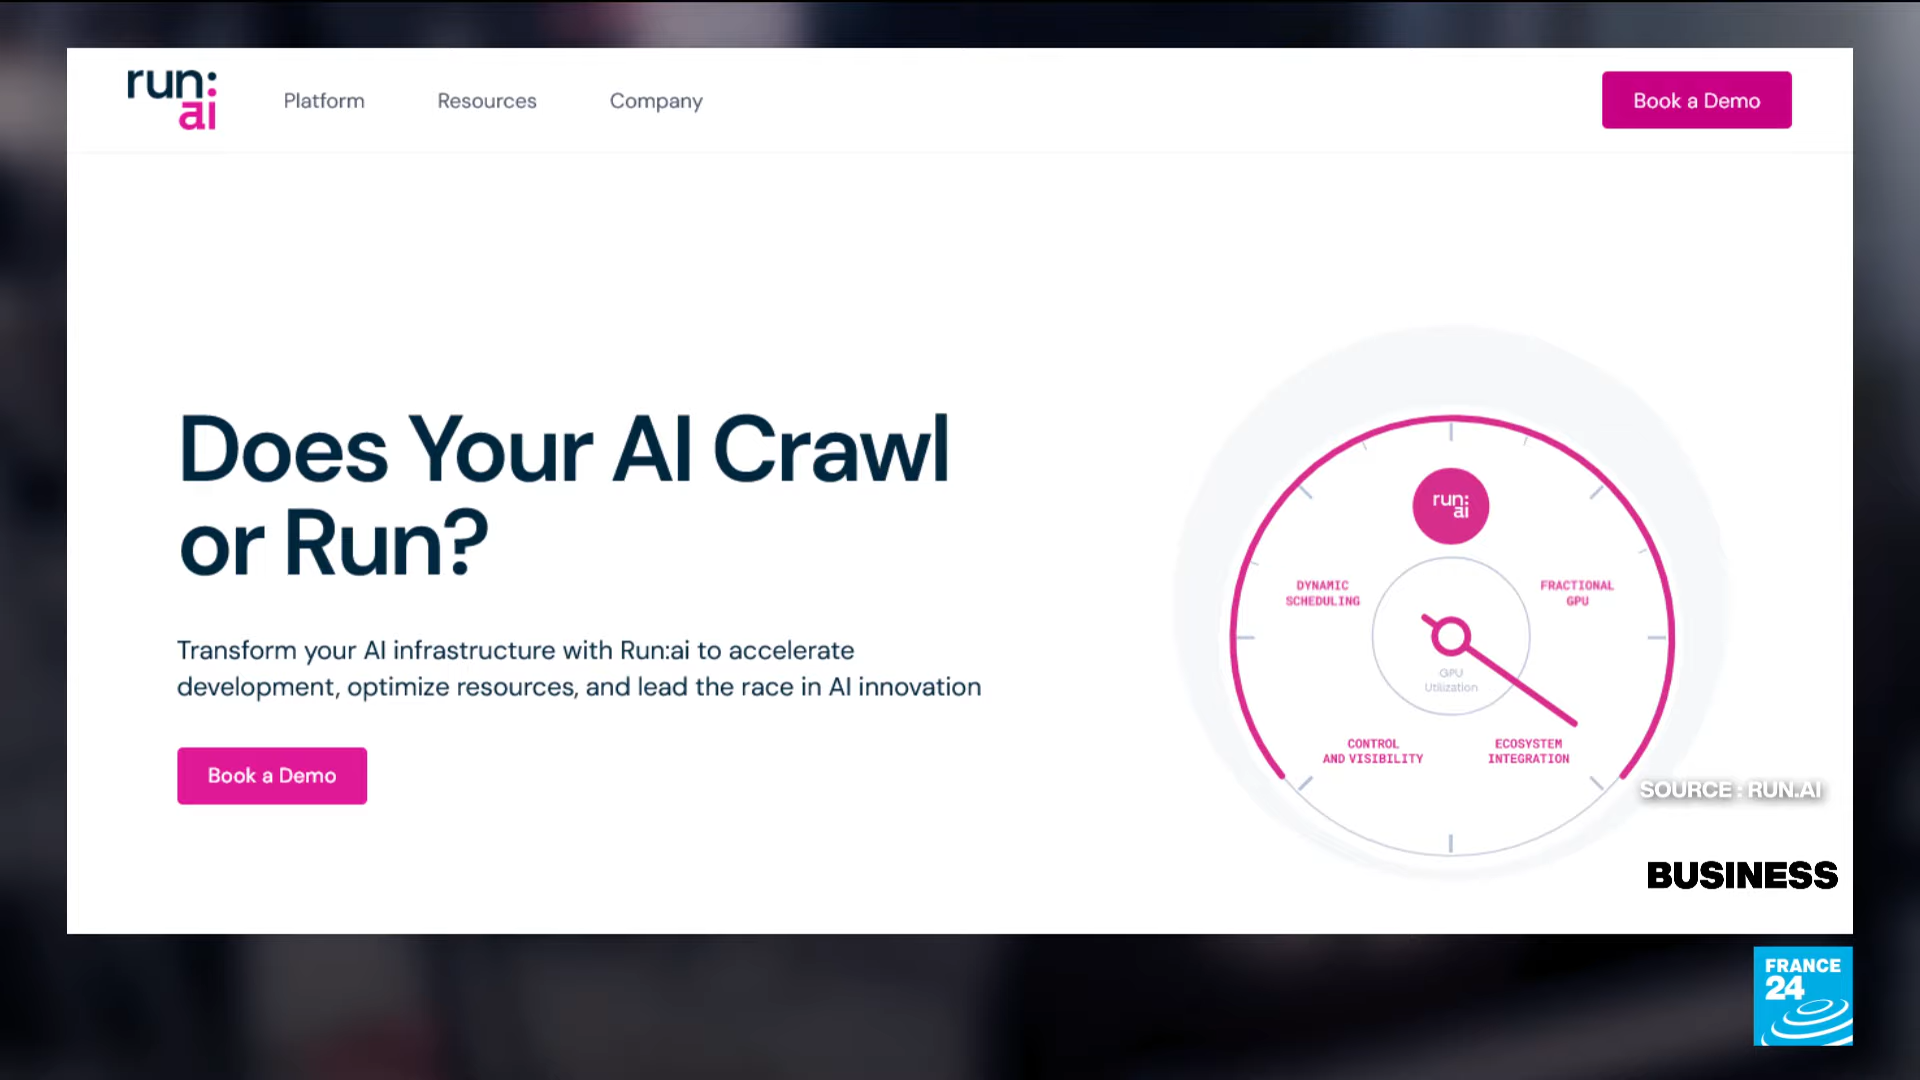 run:
ai
Platform
Resources
Company
Book a Demo
Does Your AI Crawl
or Run?
Transform your AI infrastructure with Run:ai to accelerate
development, optimize resources, and lead the race in AI innovation
Book a Demo
run:
ai
DYNAMIC
SCHEDULING
FRACTIONAL
GPU
GPU
Utilization
CONTROL
AND VISIBILITY
ECOSYSTEM
INTEGRATION
SOURCE : RUN.AI
BUSINESS
FRANCE
24